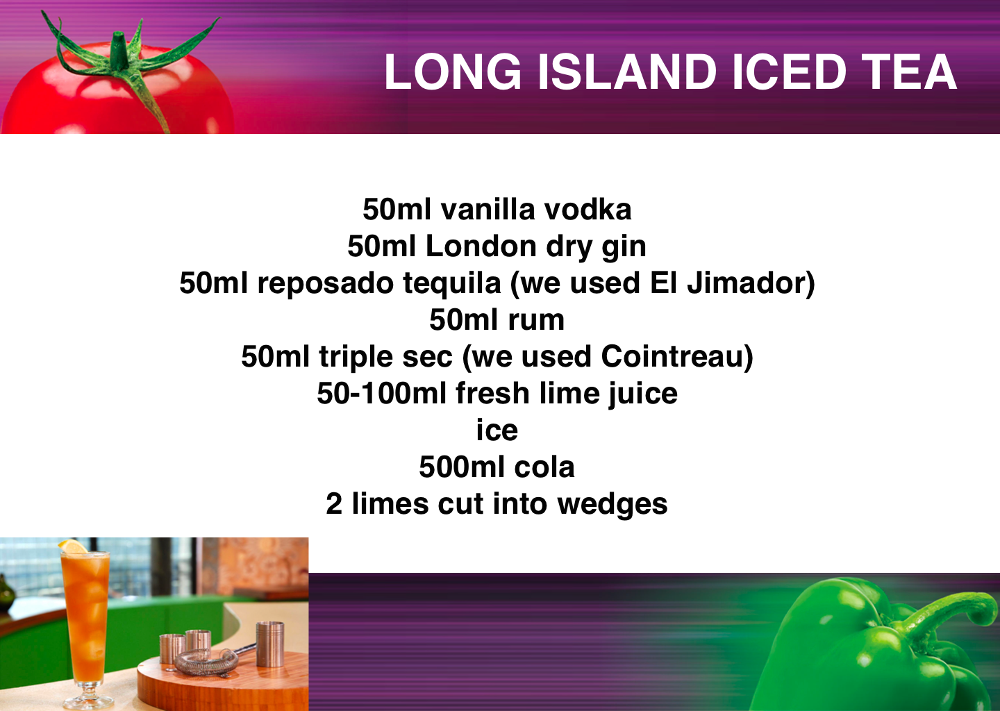 LONG ISLAND ICED TEA
50ml vanilla vodka
50ml London dry gin
50ml reposado tequila (we used El Jimador)
50ml rum
50ml triple sec (we used Cointreau)
50-100ml fresh lime juice
ice
500ml cola
2 limes cut into wedges